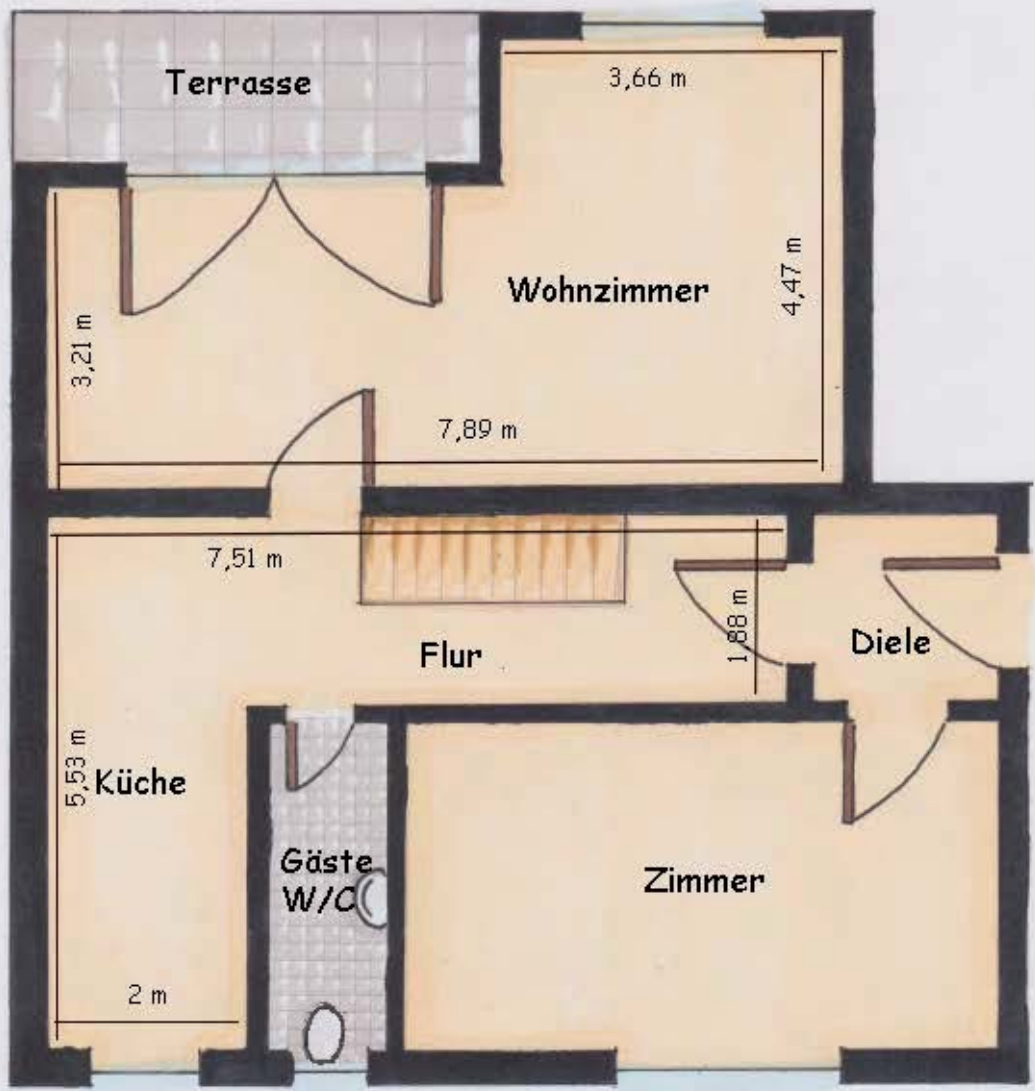 Terrasse
3,66 m
4,47 m
Wohnzimmer
3,21 m
7,89 m
7,51 m
1,88 m
Flur
Diele
5,53 m
Küche
Gäste
W/C
Zimmer
2 m